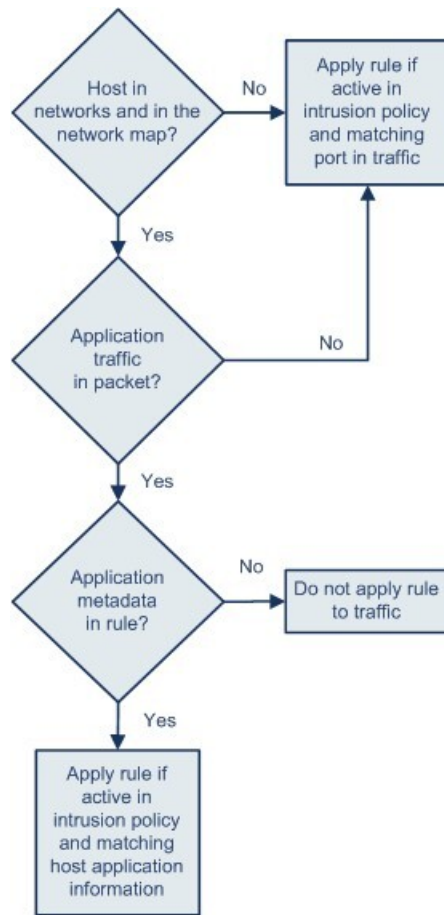 Host in
networks and in the
network map?
No
Apply rule if
active in
intrusion policy
and matching
port in traffic
Yes
Application
traffic
in packet?
No
Yes
Application
metadata
in rule?
No
Do not apply rule
to traffic
Yes
Apply rule if
active in
intrusion policy
and matching
host application
information